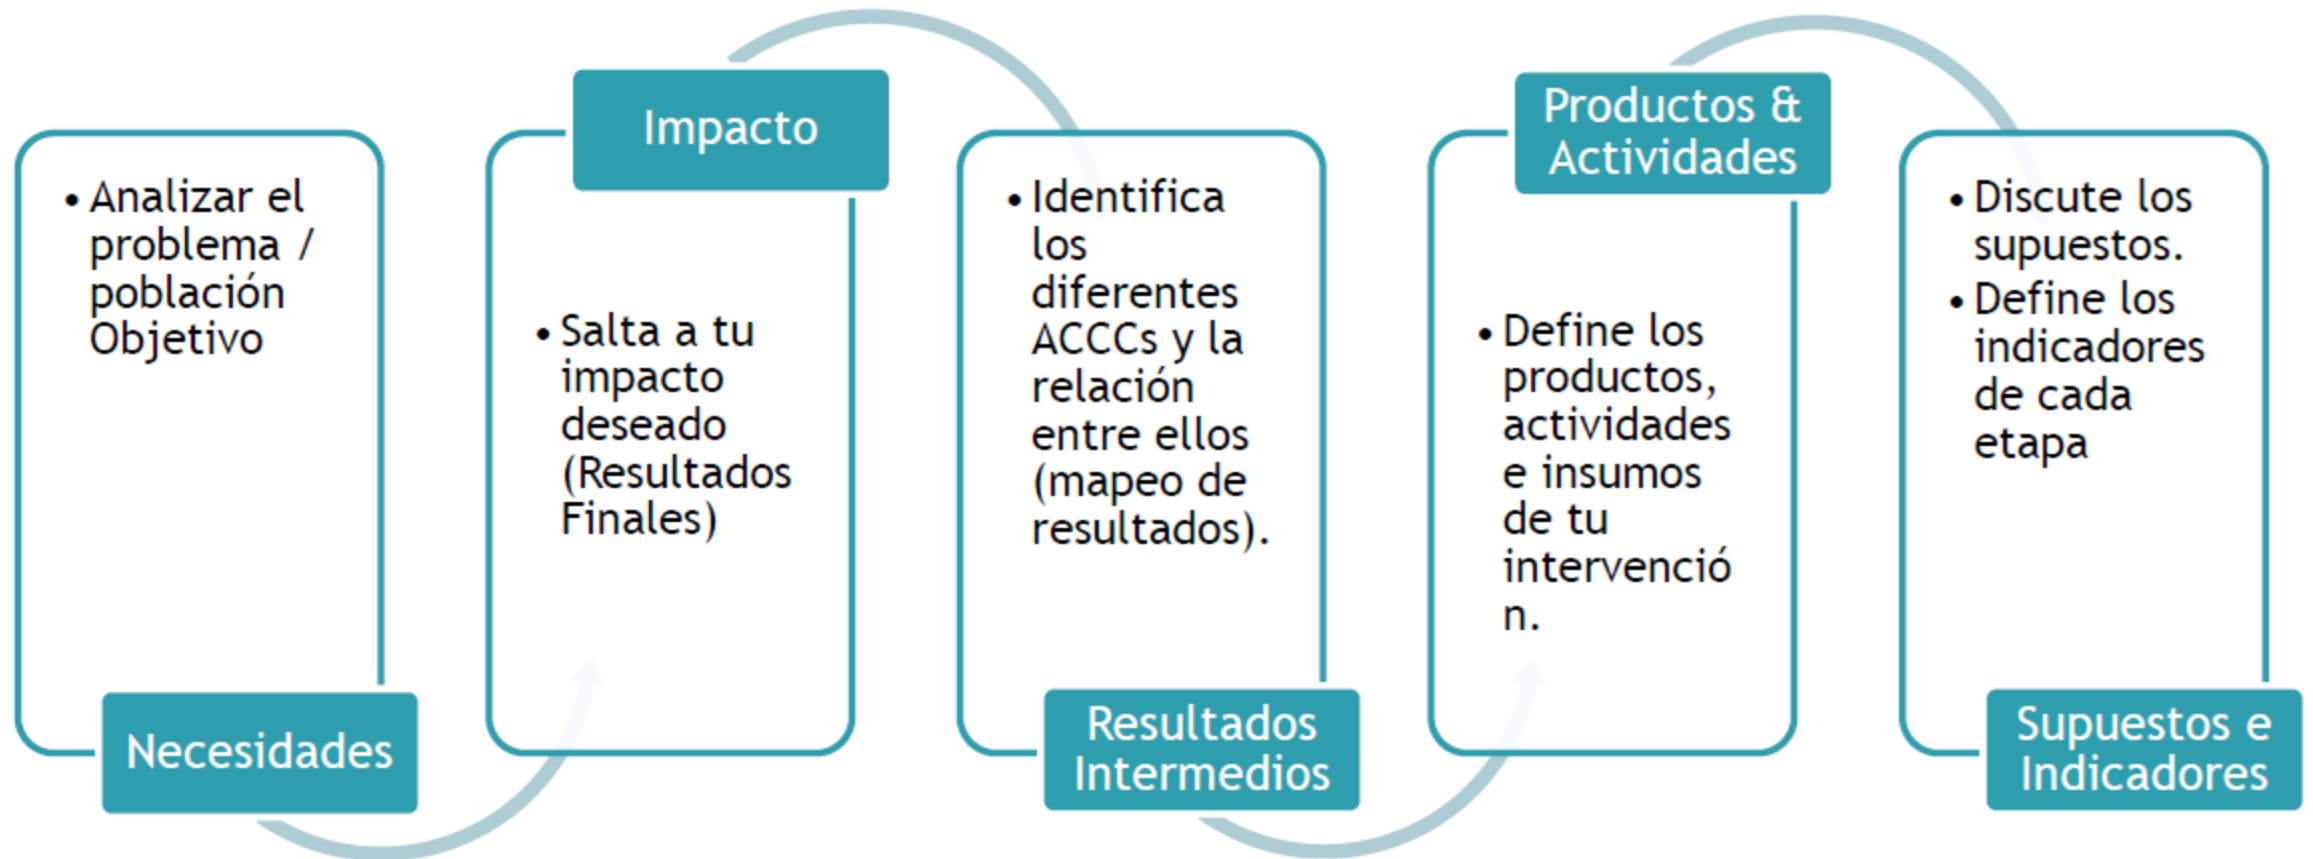 • Analizar el
problema /
población
Objetivo
Necesidades
Impacto
• Salta a tu
impacto
deseado
(Resultados
Finales)
• Identifica
los
diferentes
ACCCs y la
relación
entre ellos
(mapeo de
resultados).
Resultados
Intermedios
Productos &
Actividades
• Define los
productos,
actividades
e insumos
de tu
intervenció
n.
• Discute los
supuestos.
• Define los
indicadores
de cada
etapa
Supuestos e
Indicadores